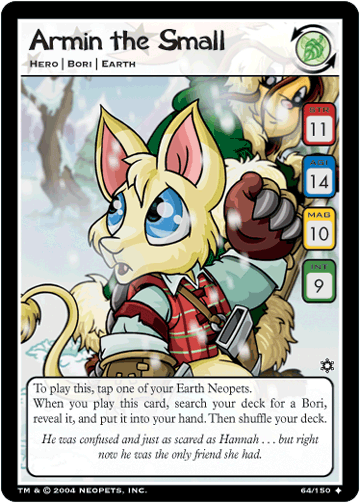 Armin the Small
Hero | Bori | Earth
STR
11
AGI
14
MAG
10
INT
9
To play this, tap one of your Earth Neopets.
When you play this card, search your deck for a Bori,
reveal it, and put it into your hand. Then shuffle your deck.
He was confused and just as scared as Hannah . . . but right
now he was the only friend she had.
TM & © 2004 NEOPETS, INC.
64/150